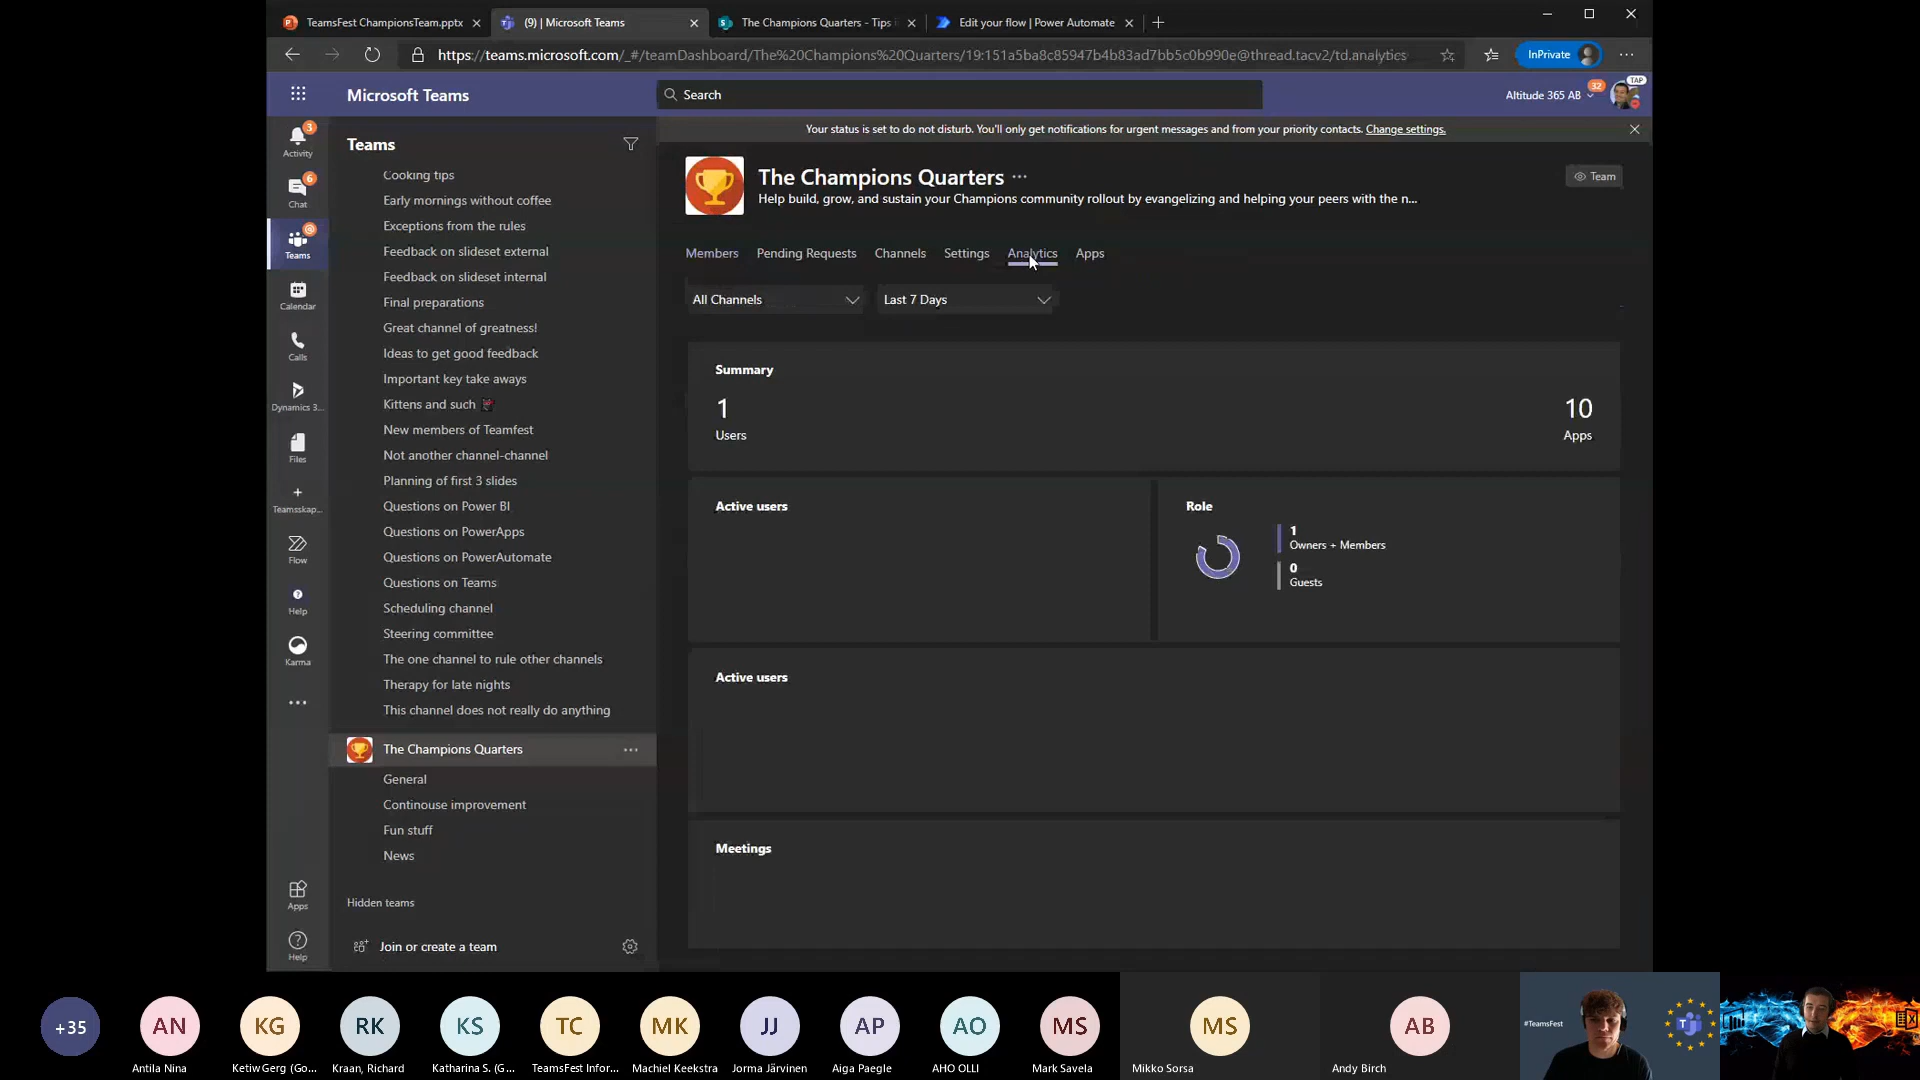 TeamsFest ChampionsTeam.pptx
(9) | Microsoft Teams
The Champions Quarters - Tips
Edit your flow | Power Automate
https://teams.microsoft.com/_#/teamDashboard/The%20Champions%20Quarters/19:151a5ba8c85947b4b83ad7bb5c0b990e@thread.tacv2/td.analytics
InPrivate
Microsoft Teams
Search
Altitude 365 AB
32
TAP
Your status is set to do not disturb. You'll only get notifications for urgent messages and from your priority contacts. Change settings.
3
Activity
6
Chat
@
Teams
Calendar
Calls
Dynamics 3...
Files
Teamsskap...
Flow
Help
Karma
Apps
Help
Teams
Cooking tips
Early mornings without coffee
Exceptions from the rules
Feedback on slideset external
Feedback on slideset internal
Final preparations
Great channel of greatness!
Ideas to get good feedback
Important key take aways
Kittens and such
New members of Teamfest
Not another channel-channel
Planning of first 3 slides
Questions on Power BI
Questions on PowerApps
Questions on PowerAutomate
Questions on Teams
Scheduling channel
Steering committee
The one channel to rule other channels
Therapy for late nights
This channel does not really do anything
The Champions Quarters
General
Continouse improvement
Fun stuff
News
Hidden teams
Join or create a team
The Champions Quarters
Team
Help build, grow, and sustain your Champions community rollout by evangelizing and helping your peers with the n...
Members Pending Requests Channels Settings Analytics Apps
All Channels
Last 7 Days
Summary
1
Users
10
Apps
Active users
Role
1
Owners + Members
0
Guests
Active users
Meetings
+35
AN
Antila Nina
KG
Ketiw Gerg (Go...
RK
Kraan, Richard
KS
Katharina S. (G...
TC
TeamsFest Infor...
MK
Machiel Keekstra
JJ
Jorma Järvinen
AP
Aiga Paegle
AO
AHO OLLI
MS
Mark Savela
MS
Mikko Sorsa
AB
Andy Birch
#TeamsFest